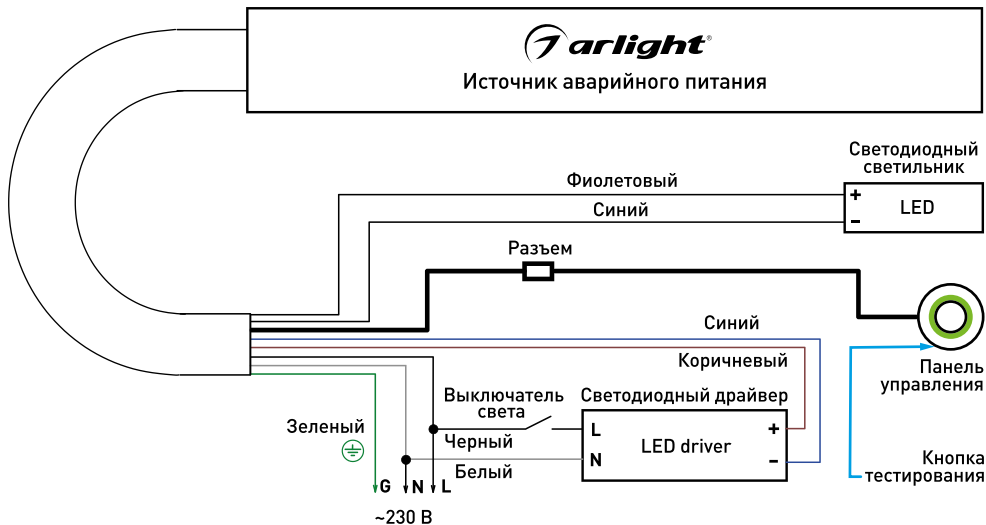 arlight®
Источник аварийного питания
Светодиодный
светильник
Фиолетовый
+
LED
Синий
-
Разъем
Синий
Коричневый
Панель
управления
Выключатель
света
Светодиодный драйвер
Зеленый
L
+
Черный
LED driver
N
-
Белый
Кнопка
тестирования
G
N
L
~230 В